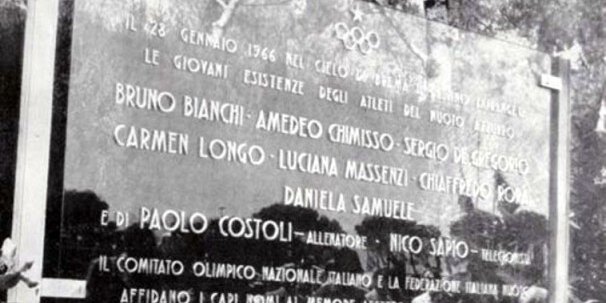 IL 28 GENNAIO 1966 NEL CIELO DI BREMA
LE GIOVANI ESISTENZE DEGLI ATLETI DEL NUOTO AZZURRO
BRUNO BIANCHI · AMEDEO CHIMISSO · SERGIO DE GREGORIO
CARMEN LONGO · LUCIANA MASSENZI · CHIAFFREDO RORA
DANIELA SAMUELE
E DI PAOLO COSTOLI — ALLENATORE · NICO SAPIO — TELECRONISTA
IL COMITATO OLIMPICO NAZIONALE ITALIANO E LA FEDERAZIONE ITALIANA NUOTO
AFFIDANO I CARI NOMI AL MEMORE